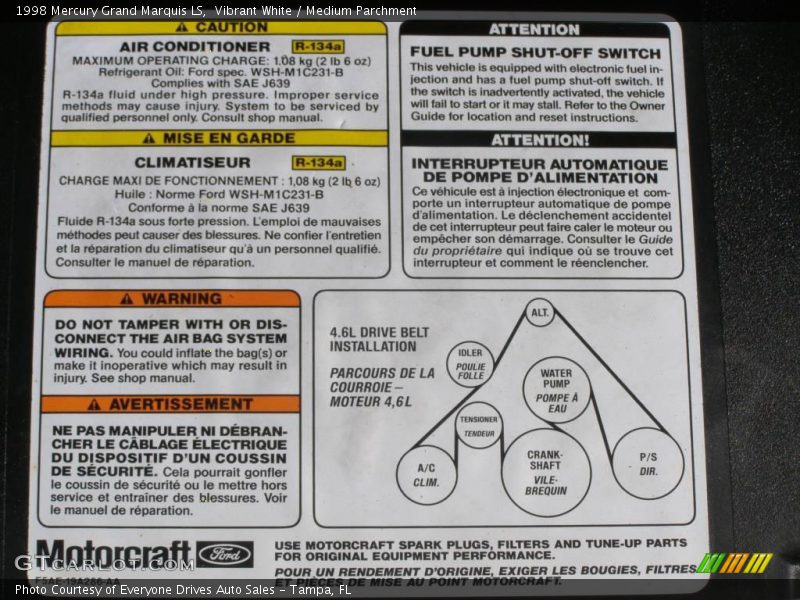 1998 Mercury Grand Marquis LS,  Vibrant White / Medium Parchment
⚠ CAUTION
AIR CONDITIONER R-134a
MAXIMUM OPERATING CHARGE: 1.08 kg (2 lb 6 oz)
Refrigerant Oil: Ford spec. WSH-M1C231-B
Complies with SAE J639
R-134a fluid under high pressure. Improper service
methods may cause injury. System to be serviced by
qualified personnel only. Consult shop manual.
⚠ MISE EN GARDE
CLIMATISEUR R-134a
CHARGE MAXI DE FONCTIONNEMENT : 1,08 kg (2 lb 6 oz)
Huile : Norme Ford WSH-M1C231-B
Conforme à la norme SAE J639
Fluide R-134a sous forte pression. L'emploi de mauvaises
méthodes peut causer des blessures. Ne confier l'entretien
et la réparation du climatiseur qu'à un personnel qualifié.
Consulter le manuel de réparation.
ATTENTION
FUEL PUMP SHUT-OFF SWITCH
This vehicle is equipped with electronic fuel in-
jection and has a fuel pump shut-off switch. If
the switch is inadvertently activated, the vehicle
will fail to start or it may stall. Refer to the Owner
Guide for location and reset instructions.
ATTENTION!
INTERRUPTEUR AUTOMATIQUE
DE POMPE D'ALIMENTATION
Ce véhicule est à injection électronique et com-
porte un interrupteur automatique de pompe
d'alimentation. Le déclenchement accidentel
de cet interrupteur peut faire caler le moteur ou
empêcher son démarrage. Consulter le Guide
du propriétaire qui indique où se trouve cet
interrupteur et comment le réenclencher.
⚠ WARNING
DO NOT TAMPER WITH OR DIS-
CONNECT THE AIR BAG SYSTEM
WIRING. You could inflate the bag(s) or
make it inoperative which may result in
injury. See shop manual.
⚠ AVERTISSEMENT
NE PAS MANIPULER NI DÉBRAN-
CHER LE CÂBLAGE ÉLECTRIQUE
DU DISPOSITIF D'UN COUSSIN
DE SÉCURITÉ. Cela pourrait gonfler
le coussin de sécurité ou le mettre hors
service et entraîner des blessures. Voir
le manuel de réparation.
4.6L DRIVE BELT
INSTALLATION
PARCOURS DE LA
COURROIE –
MOTEUR 4,6L
ALT.
IDLER
POULIE
FOLLE
WATER
PUMP
POMPE À
EAU
TENSIONER
TENDEUR
A/C
CLIM.
CRANK-
SHAFT
VILE-
BREQUIN
P/S
DIR.
Motorcraft Ford
USE MOTORCRAFT SPARK PLUGS, FILTERS AND TUNE-UP PARTS
FOR ORIGINAL EQUIPMENT PERFORMANCE.
POUR UN RENDEMENT D'ORIGINE, EXIGER LES BOUGIES, FILTRES
ET PIÈCES DE MISE AU POINT MOTORCRAFT.
GTCarLot.com
F5AE-19A286-AA
Photo Courtesy of Everyone Drives Auto Sales – Tampa, FL